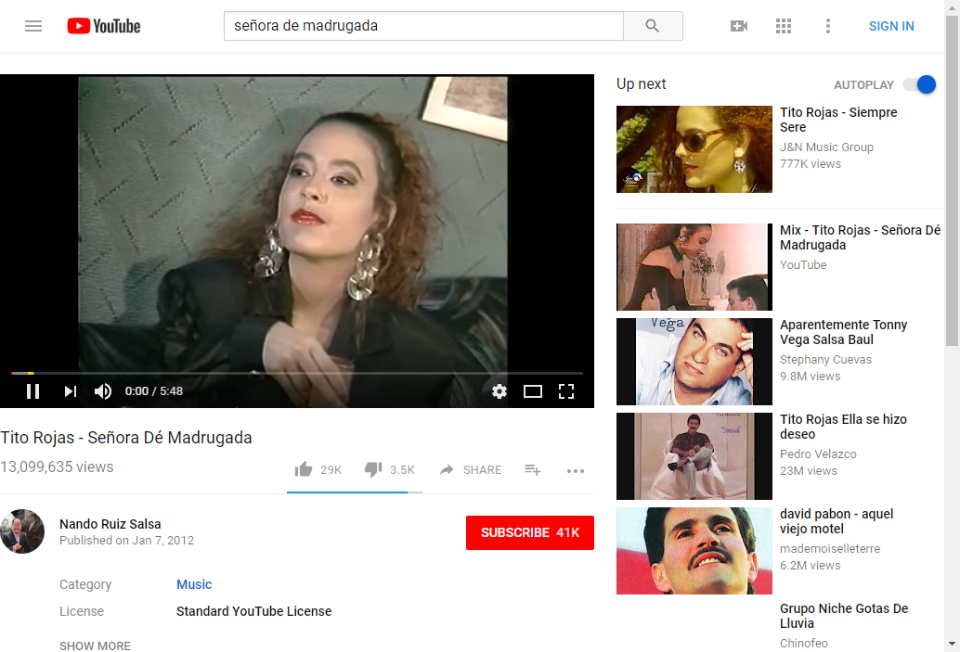 YouTube
señora de madrugada
SIGN IN
0:00 / 5:48
Tito Rojas - Señora Dé Madrugada
13,099,635 views
29K
3.5K
SHARE
Nando Ruiz Salsa
Published on Jan 7, 2012
SUBSCRIBE 41K
Category
Music
License
Standard YouTube License
SHOW MORE
Up next
AUTOPLAY
Tito Rojas - Siempre
Sere
J&N Music Group
777K views
Mix - Tito Rojas - Señora Dé
Madrugada
YouTube
Vega
Aparentemente Tonny
Vega Salsa Baul
Stephany Cuevas
9.8M views
Tito Rojas Ella se hizo
deseo
Pedro Velazco
23M views
david pabon - aquel
viejo motel
mademoiselleterre
6.2M views
Grupo Niche Gotas De
Lluvia
Chinofeo